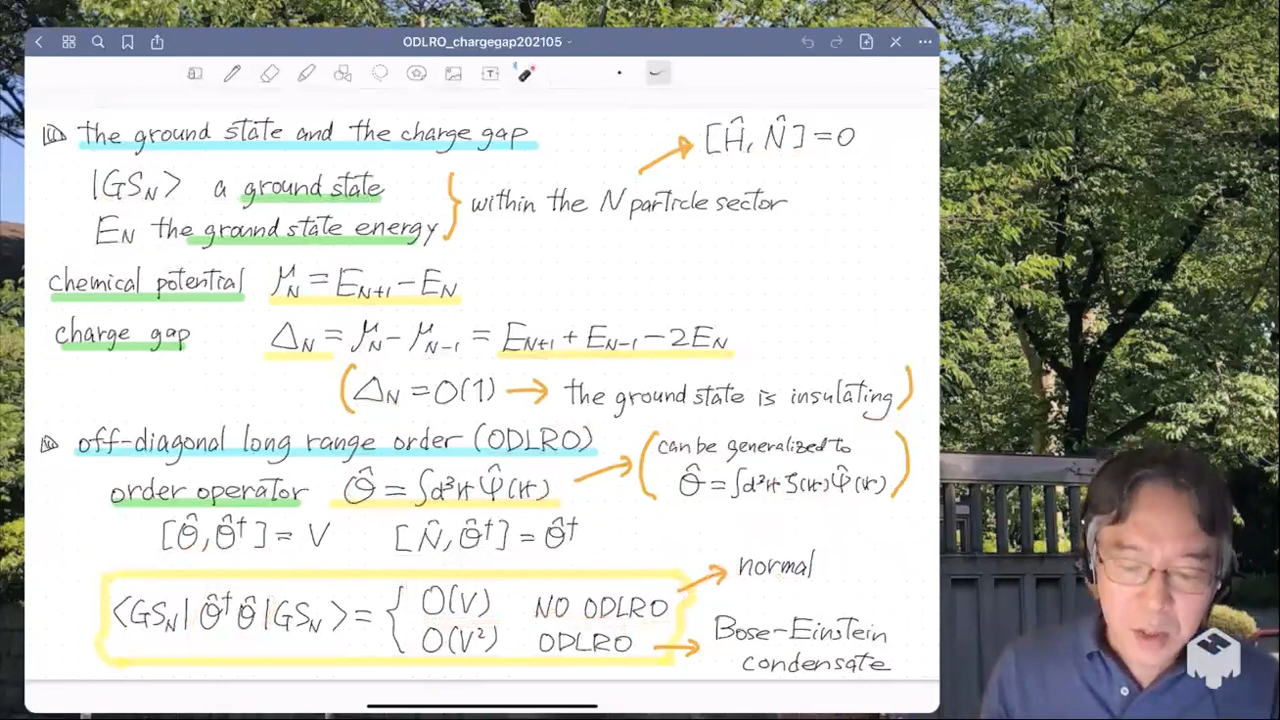 ODLRO_chargegap202105
the ground state and the charge gap
[Ĥ, N̂] = 0
|GS_N> a ground state
E_N the ground state energy
within the N particle sector
chemical potential μ_N = E_{N+1} - E_N
charge gap Δ_N = μ_N - μ_{N-1} = E_{N+1} + E_{N-1} - 2E_N
(Δ_N = O(1) → the ground state is insulating)
off-diagonal long range order (ODLRO)
(can be generalized to
Θ̂ = ∫d³r ζ(r) ψ̂(r))
order operator Θ̂ = ∫d³r ψ̂(r)
[Θ̂, Θ̂†] = V [N̂, Θ̂†] = Θ̂†
<GS_N| Θ̂† Θ̂ |GS_N> = { O(V) NO ODLRO → normal
O(V²) ODLRO → Bose-Einstein
condensate